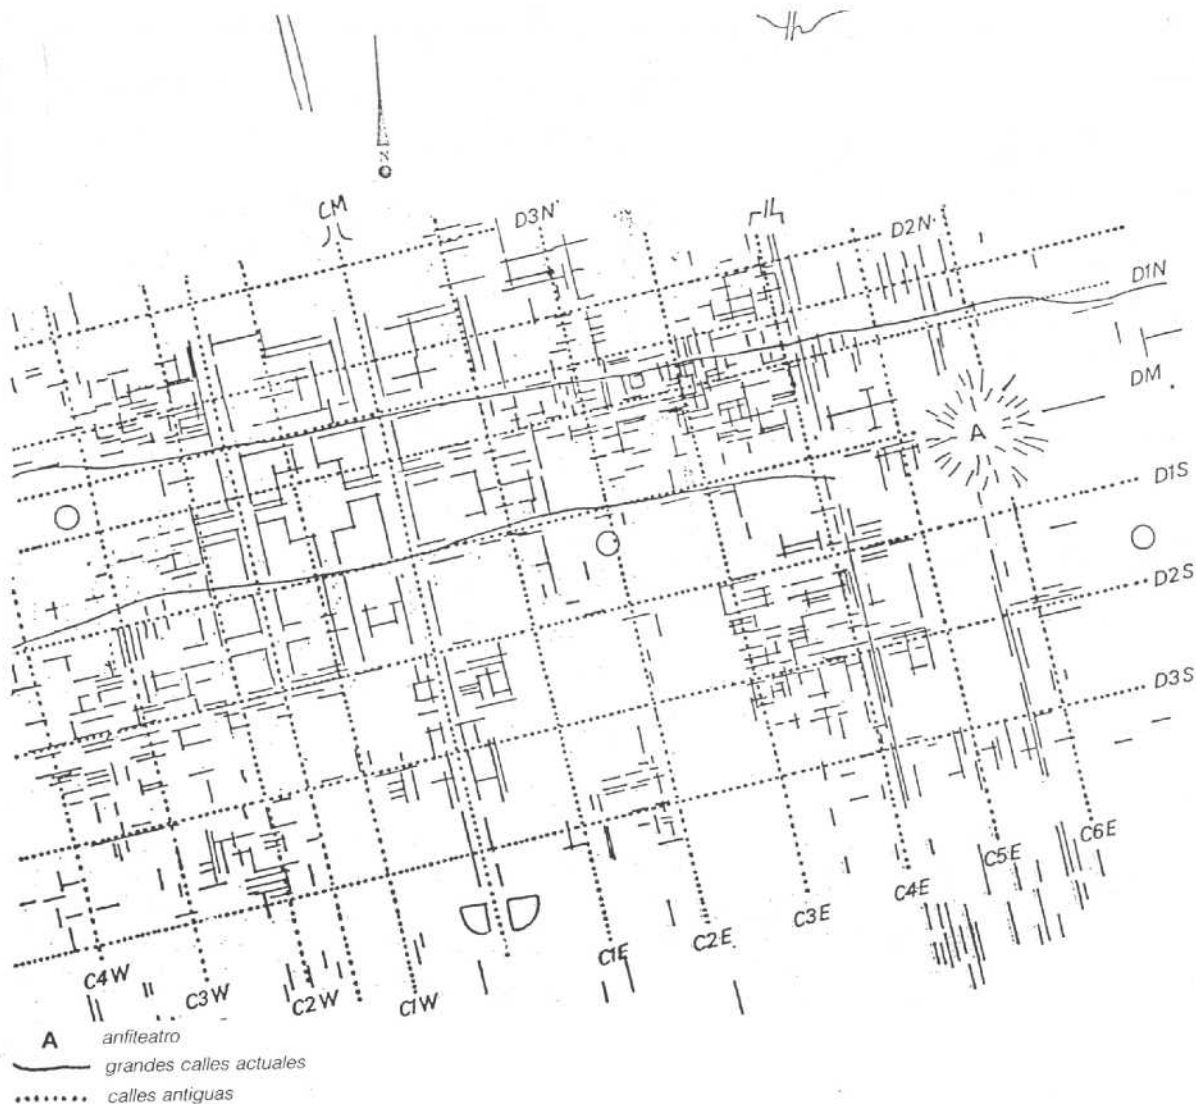 CM
D3N
D2N
D1N
DM
A
D1S
D2S
D3S
C6E
C5E
C4E
C3E
C2E
C1E
C4W
C3W
C2W
C1W
A anfiteatro
grandes calles actuales
calles antiguas